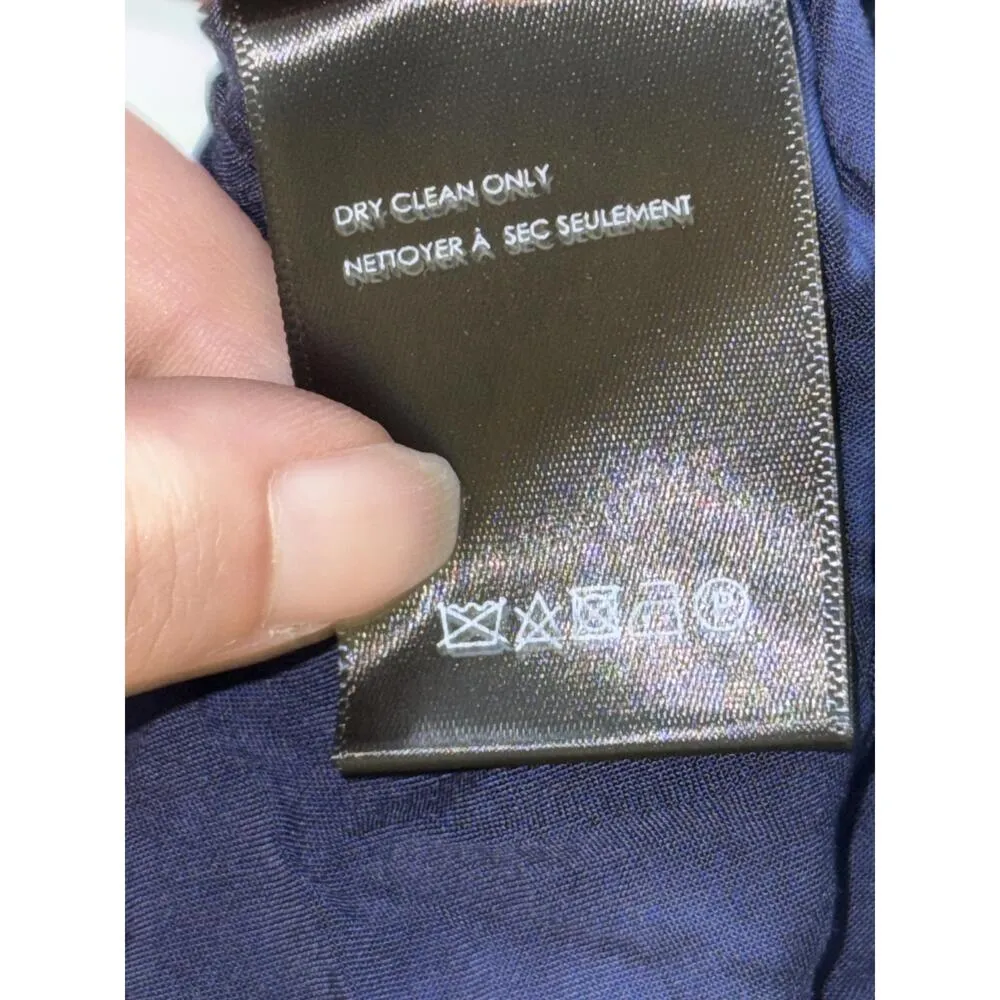 DRY CLEAN ONLY
NETTOYER À SEC SEULEMENT
P